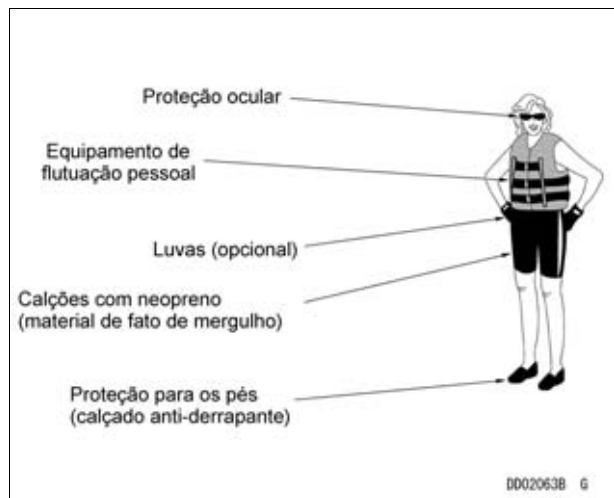 Proteção ocular
Equipamento de
flutuação pessoal
Luvas (opcional)
Calções com neopreno
(material de fato de mergulho)
Proteção para os pés
(calçado anti-derrapante)
DD02063B G